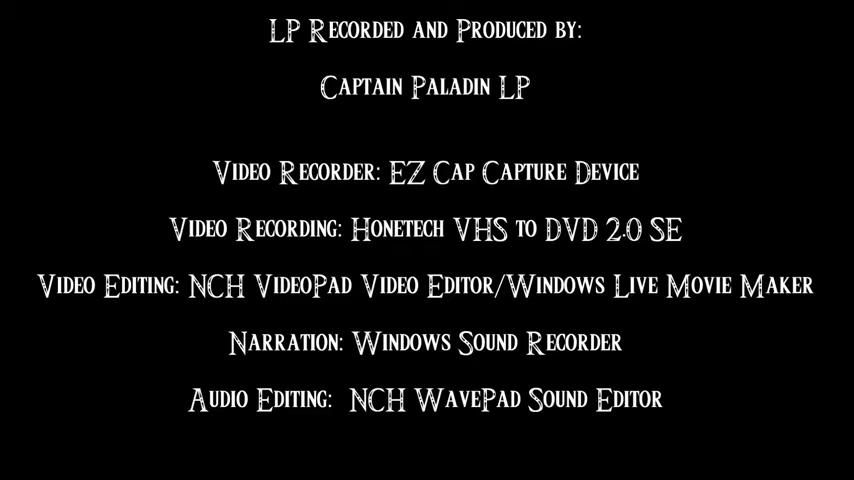 LP Recorded and Produced by:
Captain Paladin LP
Video Recorder: EZ Cap Capture Device
Video Recording: Honetech VHS to DVD 2.0 SE
Video Editing: NCH VideoPad Video Editor/Windows Live Movie Maker
Narration: Windows Sound Recorder
Audio Editing: NCH WavePad Sound Editor